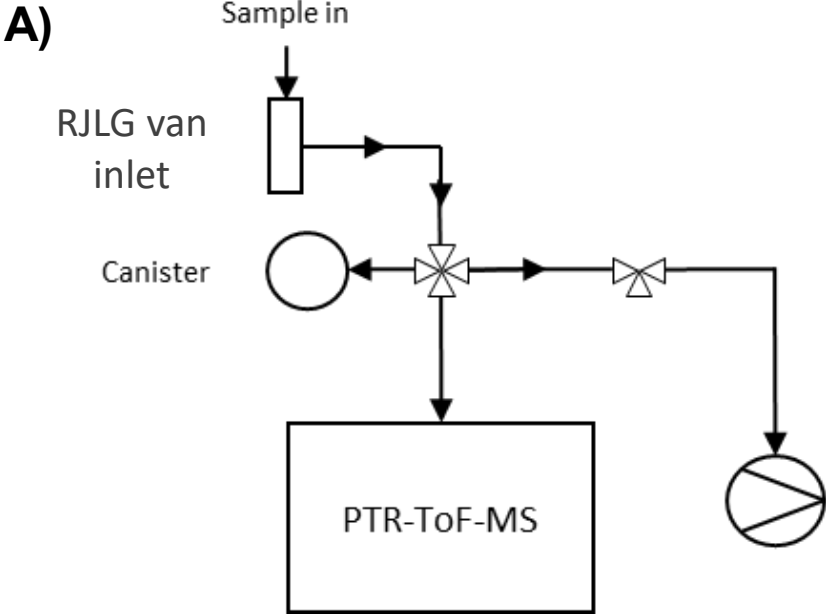 A)
Sample in
RJLG van
inlet
Canister
PTR-ToF-MS